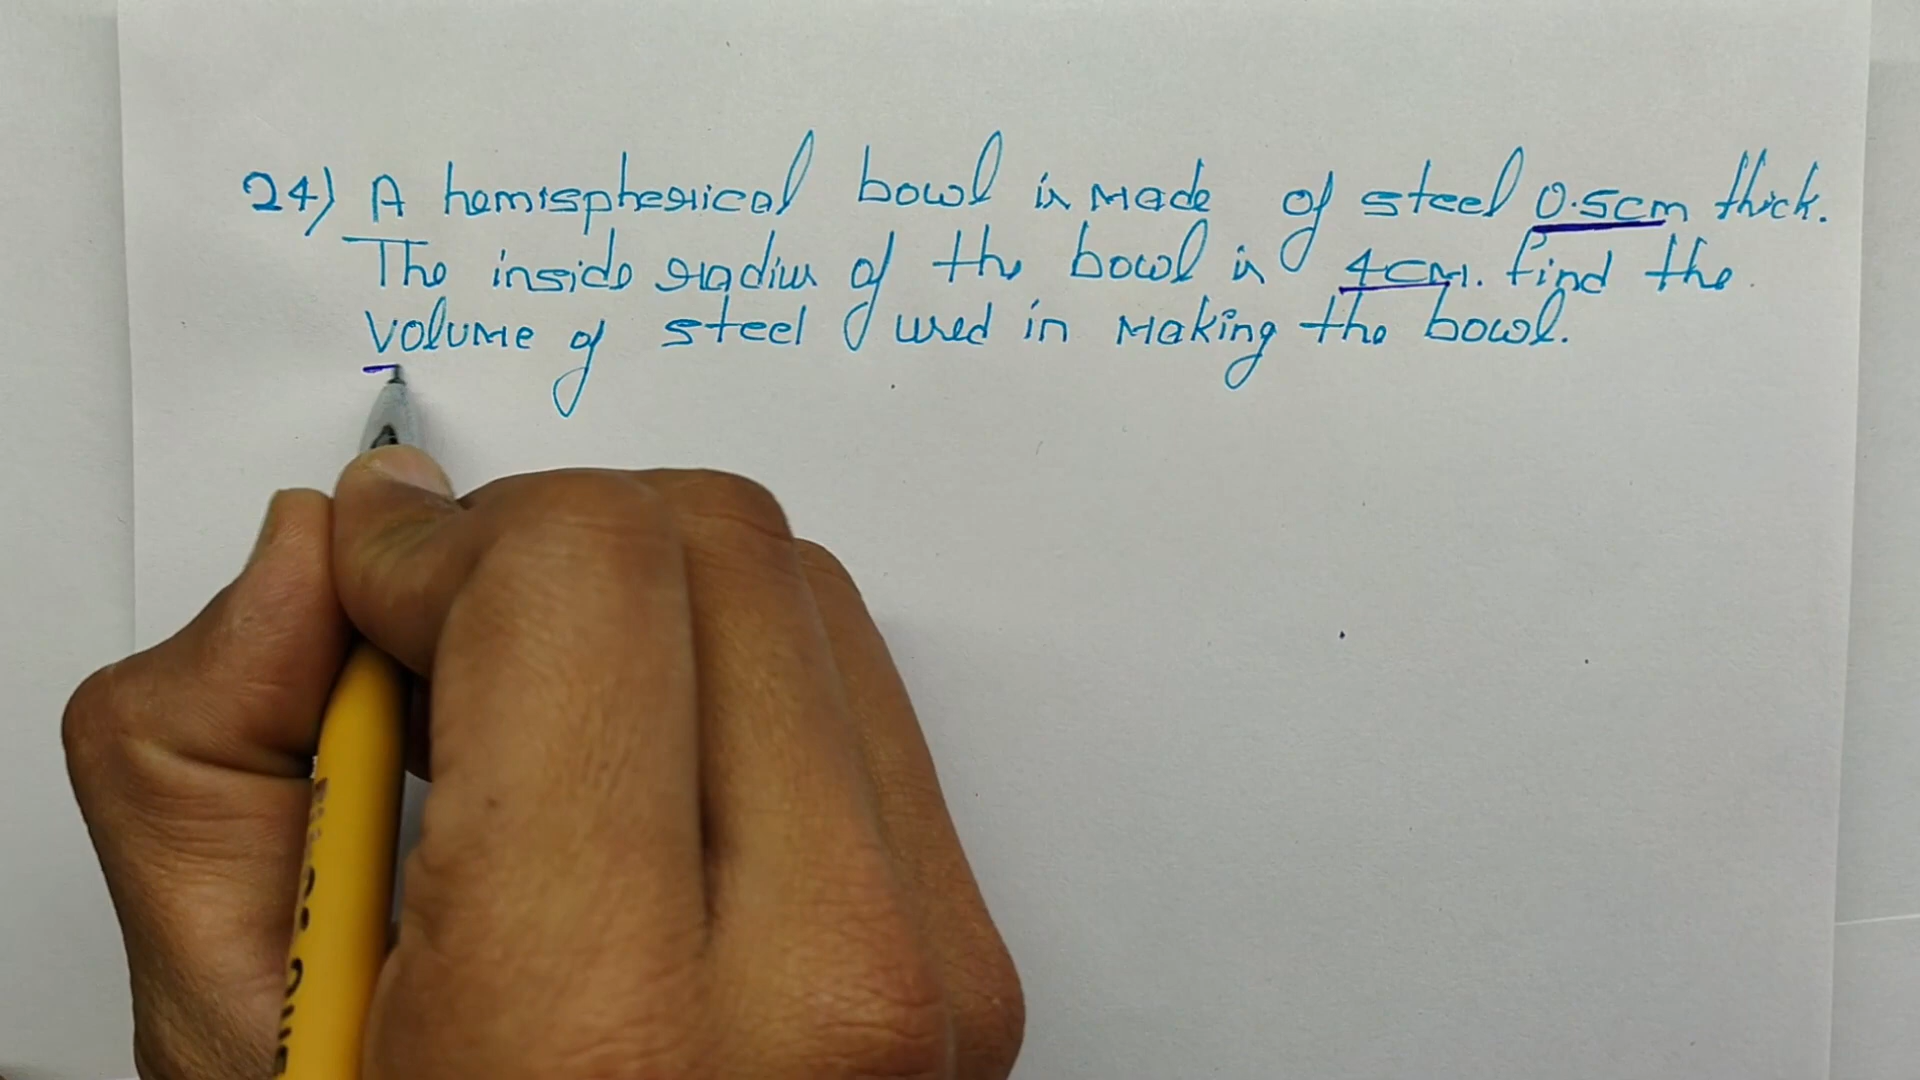 24) A hemispherical bowl is made of steel 0.5cm thick.
The inside radius of the bowl is 4cm. find the
volume of steel used in making the bowl.